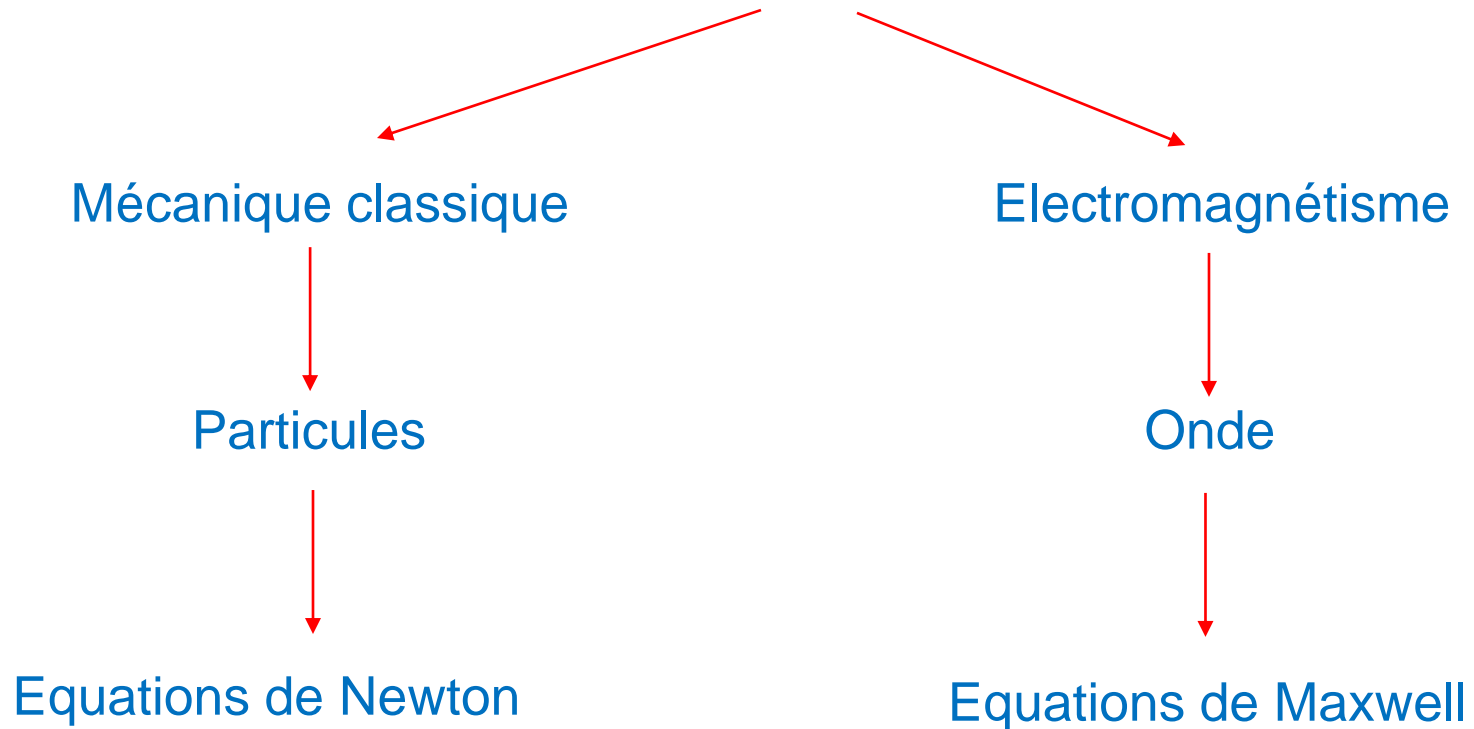 Mécanique classique
Electromagnétisme
Particules
Onde
Equations de Newton
Equations de Maxwell